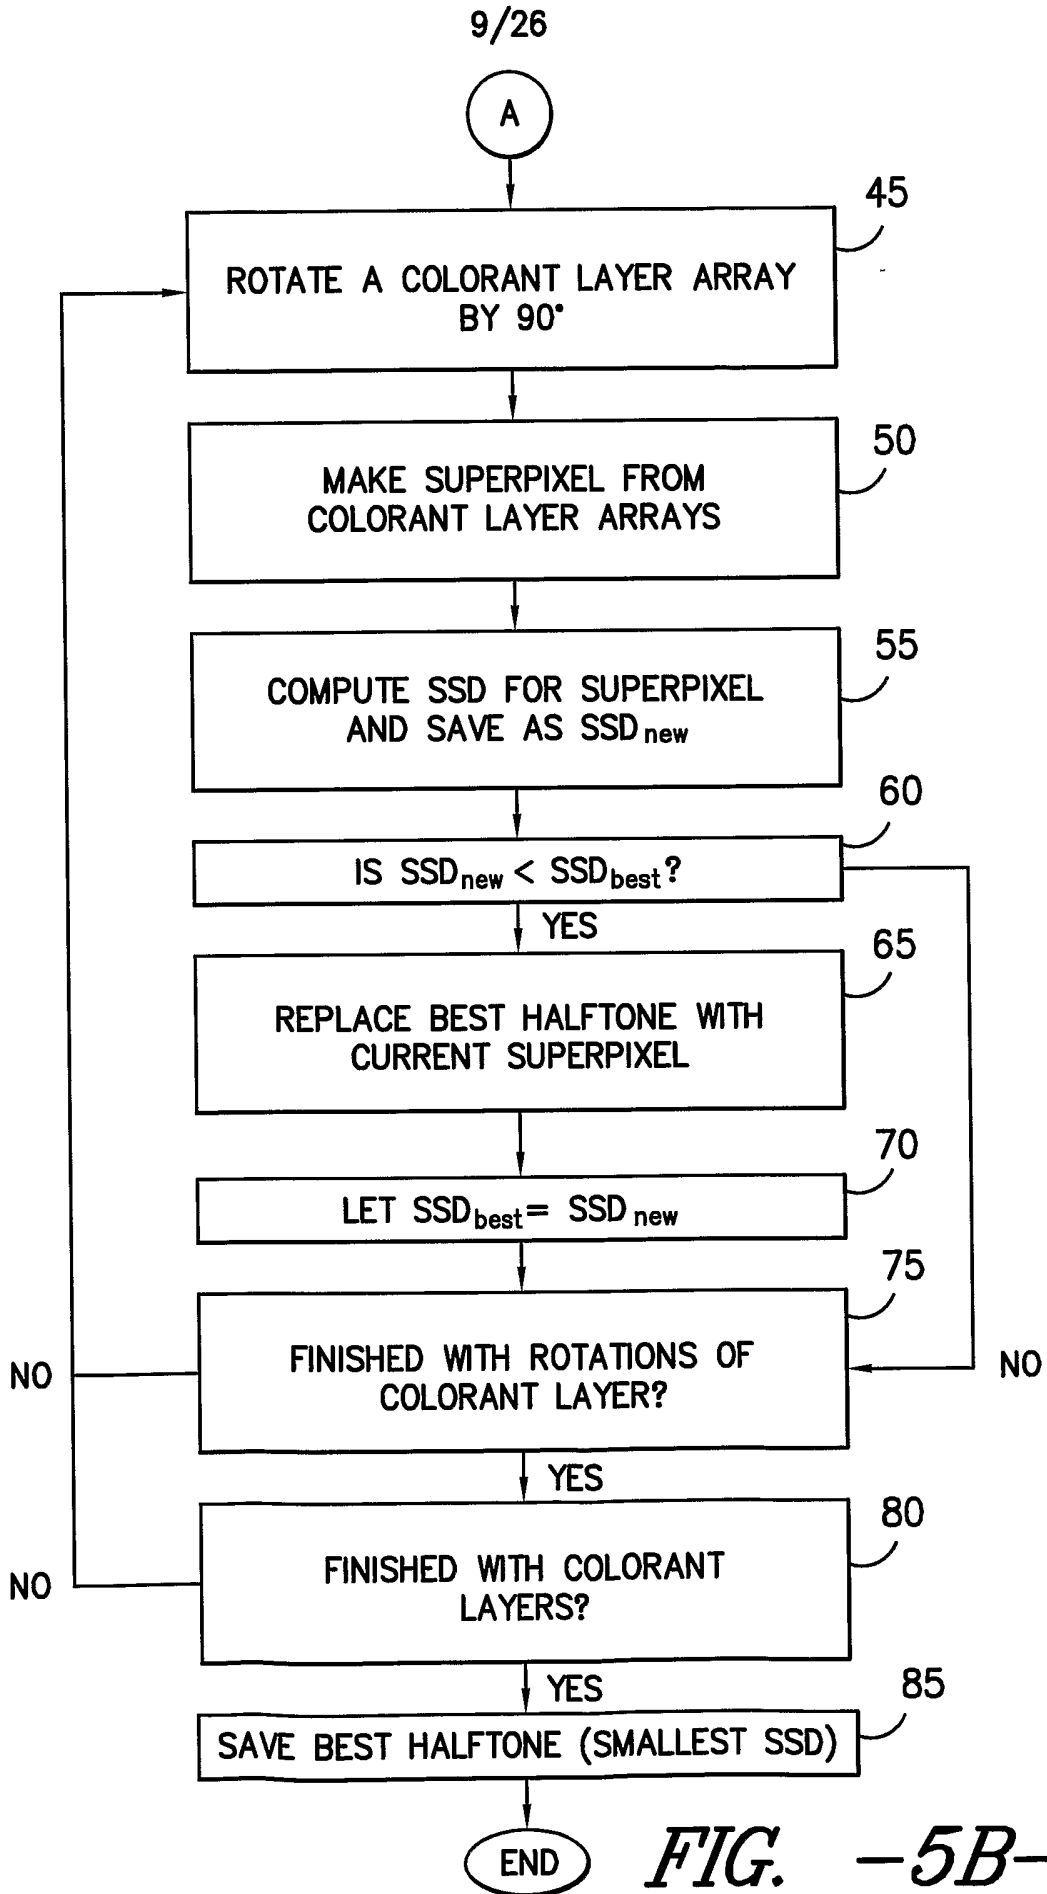 9/26
A
45
ROTATE A COLORANT LAYER ARRAY
BY 90°
50
MAKE SUPERPIXEL FROM
COLORANT LAYER ARRAYS
55
COMPUTE SSD FOR SUPERPIXEL
AND SAVE AS SSDnew
60
IS SSDnew < SSDbest?
YES
65
REPLACE BEST HALFTONE WITH
CURRENT SUPERPIXEL
70
LET SSDbest= SSDnew
75
FINISHED WITH ROTATIONS OF
COLORANT LAYER?
NO
NO
YES
80
FINISHED WITH COLORANT
LAYERS?
NO
YES
85
SAVE BEST HALFTONE (SMALLEST SSD)
END
FIG. -5B-